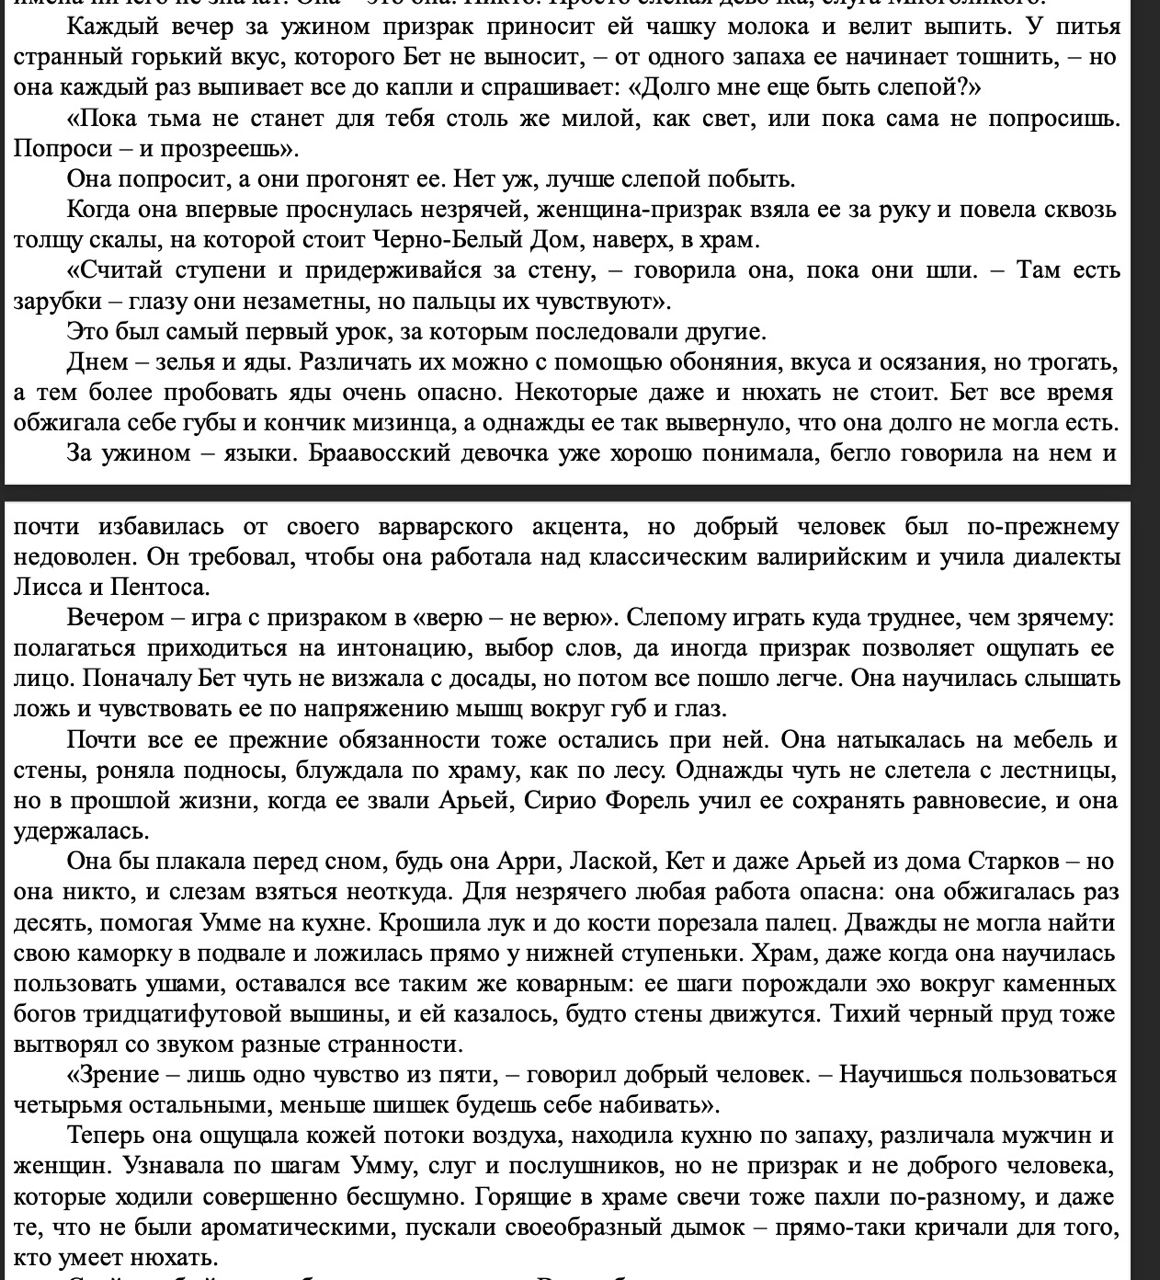 Каждый вечер за ужином призрак приносит ей чашку молока и велит выпить. У питья
странный горький вкус, которого Бет не выносит, – от одного запаха ее начинает тошнить, – но
она каждый раз выпивает все до капли и спрашивает: «Долго мне еще быть слепой?»
«Пока тьма не станет для тебя столь же милой, как свет, или пока сама не попросишь.
Попроси – и прозреешь».
Она попросит, а они прогонят ее. Нет уж, лучше слепой побыть.
Когда она впервые проснулась незрячей, женщина-призрак взяла ее за руку и повела сквозь
толщу скалы, на которой стоит Черно-Белый Дом, наверх, в храм.
«Считай ступени и придерживайся за стену, – говорила она, пока они шли. – Там есть
зарубки – глазу они незаметны, но пальцы их чувствуют».
Это был самый первый урок, за которым последовали другие.
Днем – зелья и яды. Различать их можно с помощью обоняния, вкуса и осязания, но трогать,
а тем более пробовать яды очень опасно. Некоторые даже и нюхать не стоит. Бет все время
обжигала себе губы и кончик мизинца, а однажды ее так вывернуло, что она долго не могла есть.
За ужином – языки. Браавосский девочка уже хорошо понимала, бегло говорила на нем и
почти избавилась от своего варварского акцента, но добрый человек был по-прежнему
недоволен. Он требовал, чтобы она работала над классическим валирийским и учила диалекты
Лисса и Пентоса.
Вечером – игра с призраком в «верю – не верю». Слепому играть куда труднее, чем зрячему:
полагаться приходиться на интонацию, выбор слов, да иногда призрак позволяет ощупать ее
лицо. Поначалу Бет чуть не визжала с досады, но потом все пошло легче. Она научилась слышать
ложь и чувствовать ее по напряжению мышц вокруг губ и глаз.
Почти все ее прежние обязанности тоже остались при ней. Она натыкалась на мебель и
стены, роняла подносы, блуждала по храму, как по лесу. Однажды чуть не слетела с лестницы,
но в прошлой жизни, когда ее звали Арьей, Сирио Форель учил ее сохранять равновесие, и она
удержалась.
Она бы плакала перед сном, будь она Арри, Лаской, Кет и даже Арьей из дома Старков – но
она никто, и слезам взяться неоткуда. Для незрячего любая работа опасна: она обжигалась раз
десять, помогая Умме на кухне. Крошила лук и до кости порезала палец. Дважды не могла найти
свою каморку в подвале и ложилась прямо у нижней ступеньки. Храм, даже когда она научилась
пользовать ушами, оставался все таким же коварным: ее шаги порождали эхо вокруг каменных
богов тридцатифутовой вышины, и ей казалось, будто стены движутся. Тихий черный пруд тоже
вытворял со звуком разные странности.
«Зрение – лишь одно чувство из пяти, – говорил добрый человек. – Научишься пользоваться
четырьмя остальными, меньше шишек будешь себе набивать».
Теперь она ощущала кожей потоки воздуха, находила кухню по запаху, различала мужчин и
женщин. Узнавала по шагам Умму, слуг и послушников, но не призрак и не доброго человека,
которые ходили совершенно бесшумно. Горящие в храме свечи тоже пахли по-разному, и даже
те, что не были ароматическими, пускали своеобразный дымок – прямо-таки кричали для того,
кто умеет нюхать.